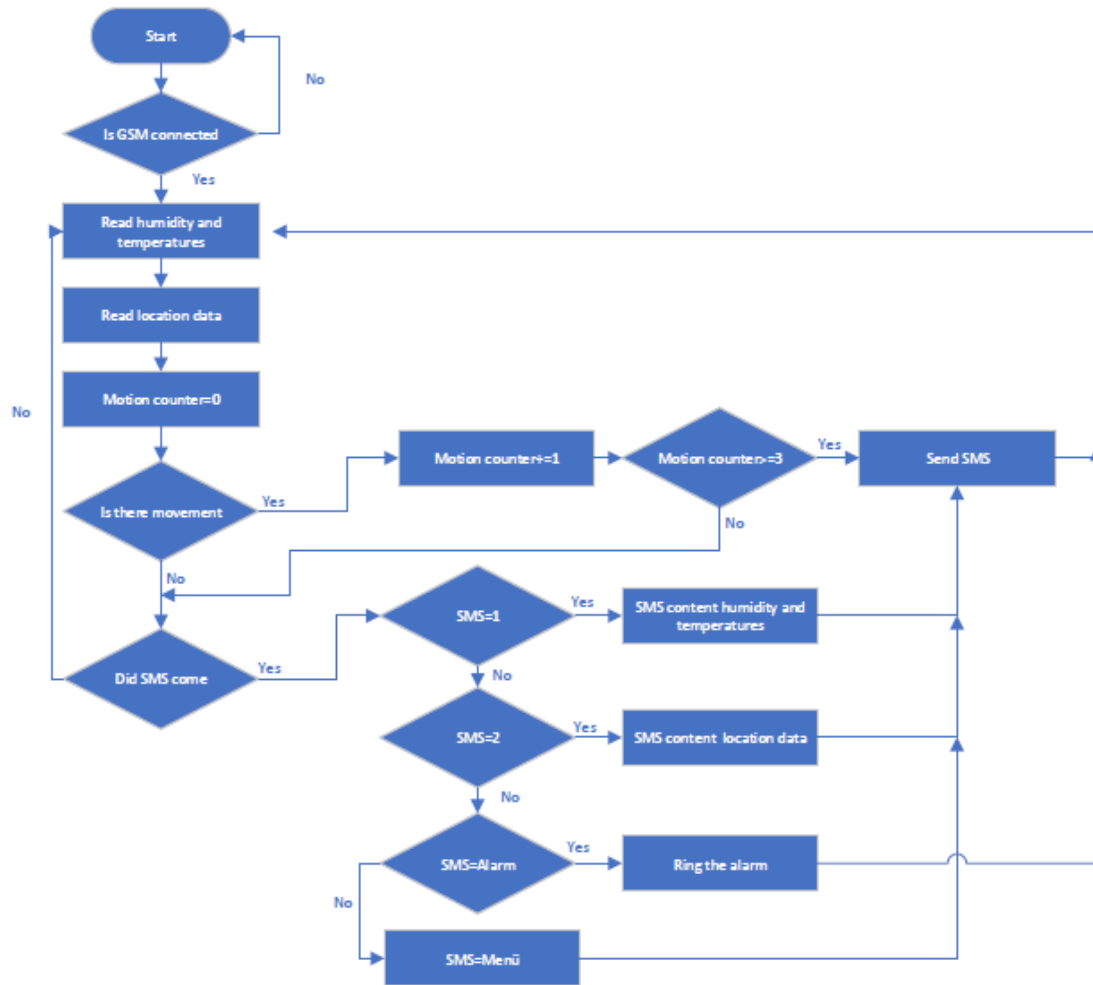 Start
No
Is GSM connected
Yes
Read humidity and
temperatures
Read location data
No
Motion counter=0
Motion counter+=1
Motion counter>=3
Yes
Send SMS
Is there movement
Yes
No
No
SMS=1
Yes
SMS content humidity and
temperatures
Did SMS come
Yes
No
SMS=2
Yes
SMS content location data
No
SMS=Alarm
Yes
Ring the alarm
No
SMS=Menü